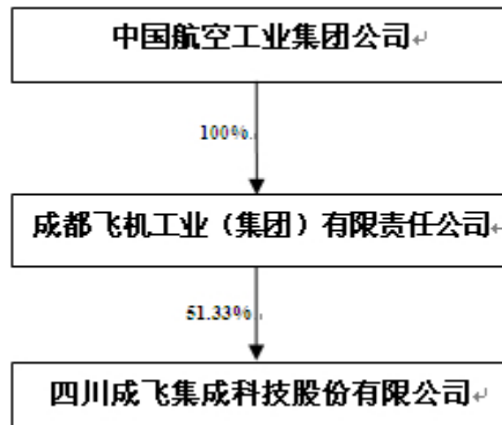 中国航空工业集团公司
100%
成都飞机工业（集团）有限责任公司
51.33%
四川成飞集成科技股份有限公司